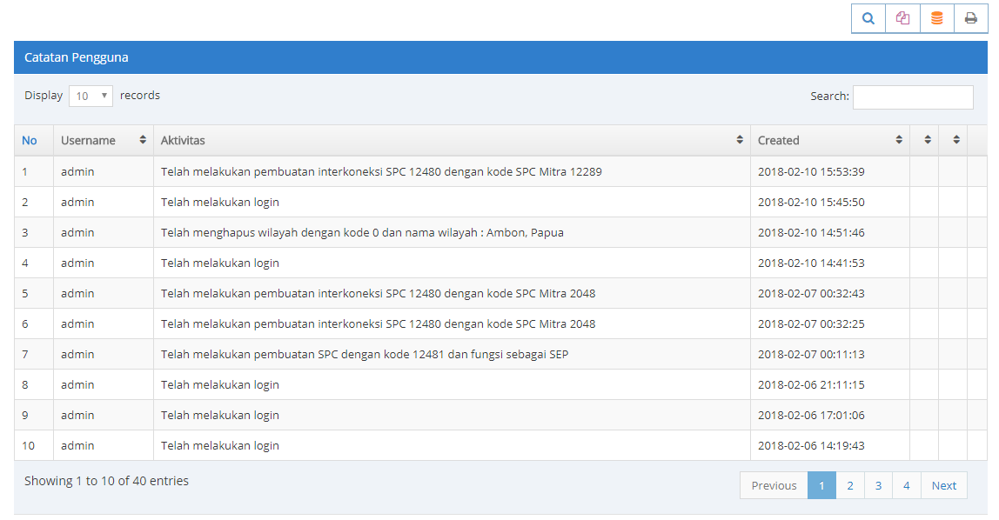 Catatan Pengguna
Display 10 records Search:
No Username Aktivitas Created
1 admin Telah melakukan pembuatan interkoneksi SPC 12480 dengan kode SPC Mitra 12289 2018-02-10 15:53:39
2 admin Telah melakukan login 2018-02-10 15:45:50
3 admin Telah menghapus wilayah dengan kode 0 dan nama wilayah : Ambon, Papua 2018-02-10 14:51:46
4 admin Telah melakukan login 2018-02-10 14:41:53
5 admin Telah melakukan pembuatan interkoneksi SPC 12480 dengan kode SPC Mitra 2048 2018-02-07 00:32:43
6 admin Telah melakukan pembuatan interkoneksi SPC 12480 dengan kode SPC Mitra 2048 2018-02-07 00:32:25
7 admin Telah melakukan pembuatan SPC dengan kode 12481 dan fungsi sebagai SEP 2018-02-07 00:11:13
8 admin Telah melakukan login 2018-02-06 21:11:15
9 admin Telah melakukan login 2018-02-06 17:01:06
10 admin Telah melakukan login 2018-02-06 14:19:43
Showing 1 to 10 of 40 entries Previous 1 2 3 4 Next